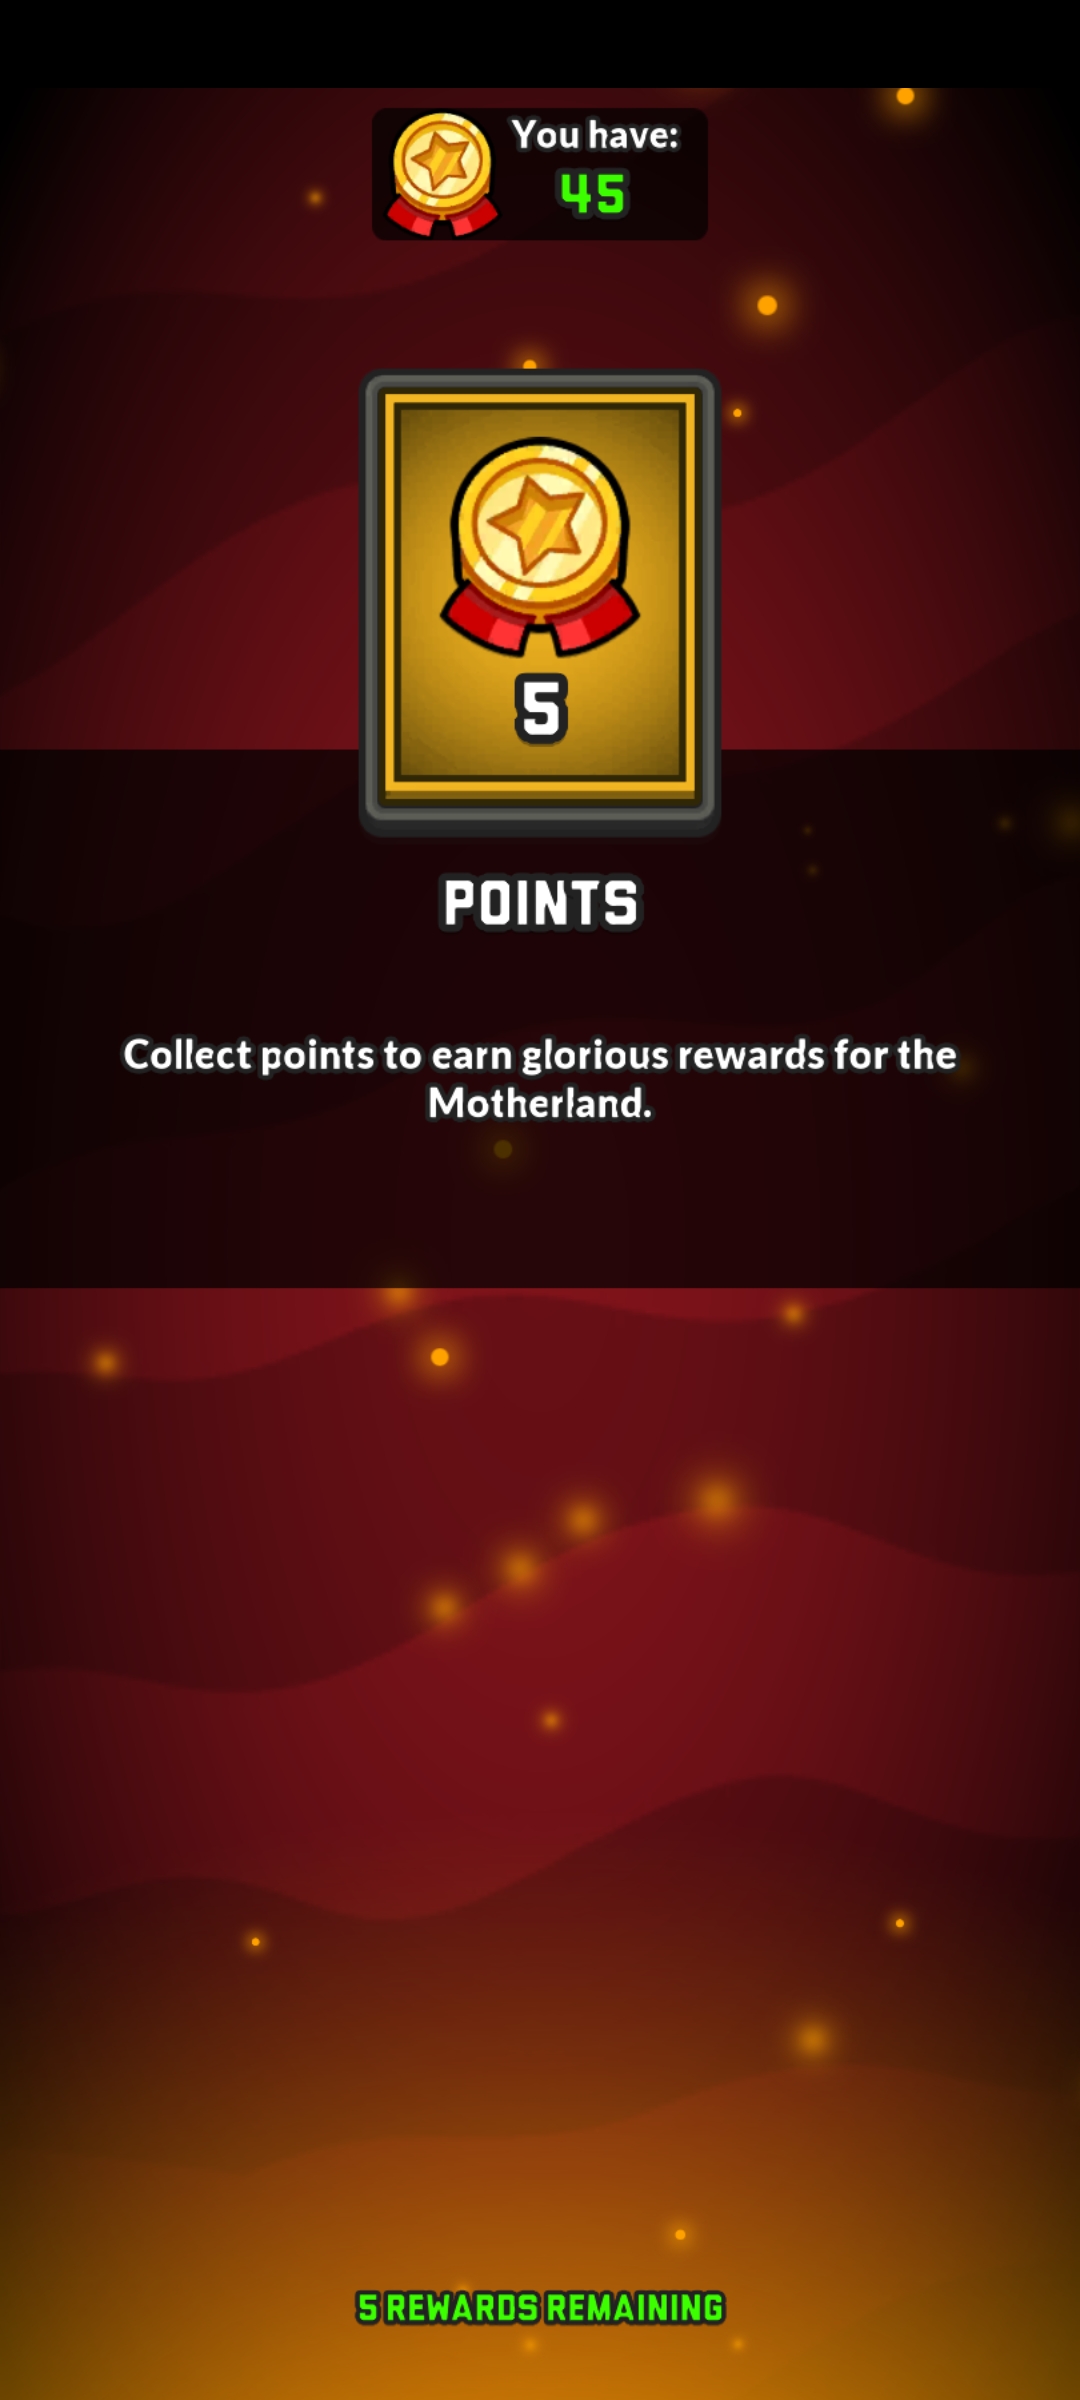 You have:
45
5
POINTS
Collect points to earn glorious rewards for the
Motherland.
5 REWARDS REMAINING